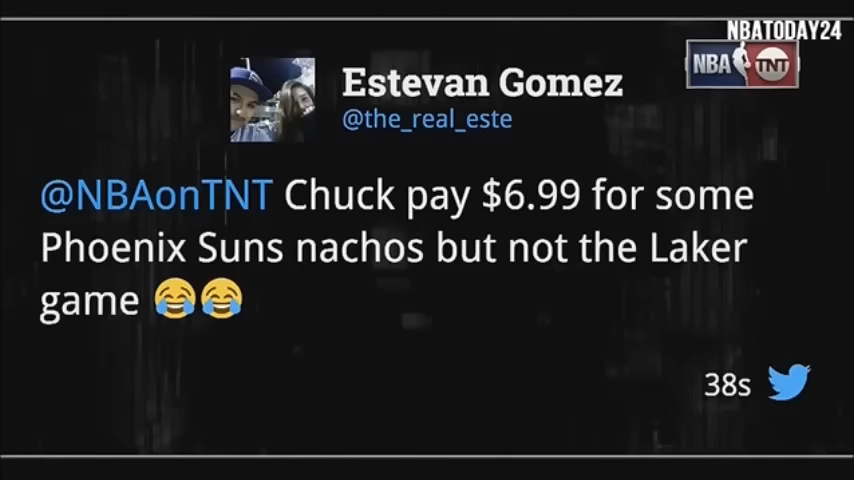 NBATODAY24
NBA TNT
Estevan Gomez
@the_real_este
@NBAonTNT Chuck pay $6.99 for some
Phoenix Suns nachos but not the Laker
game 😂😂
38s